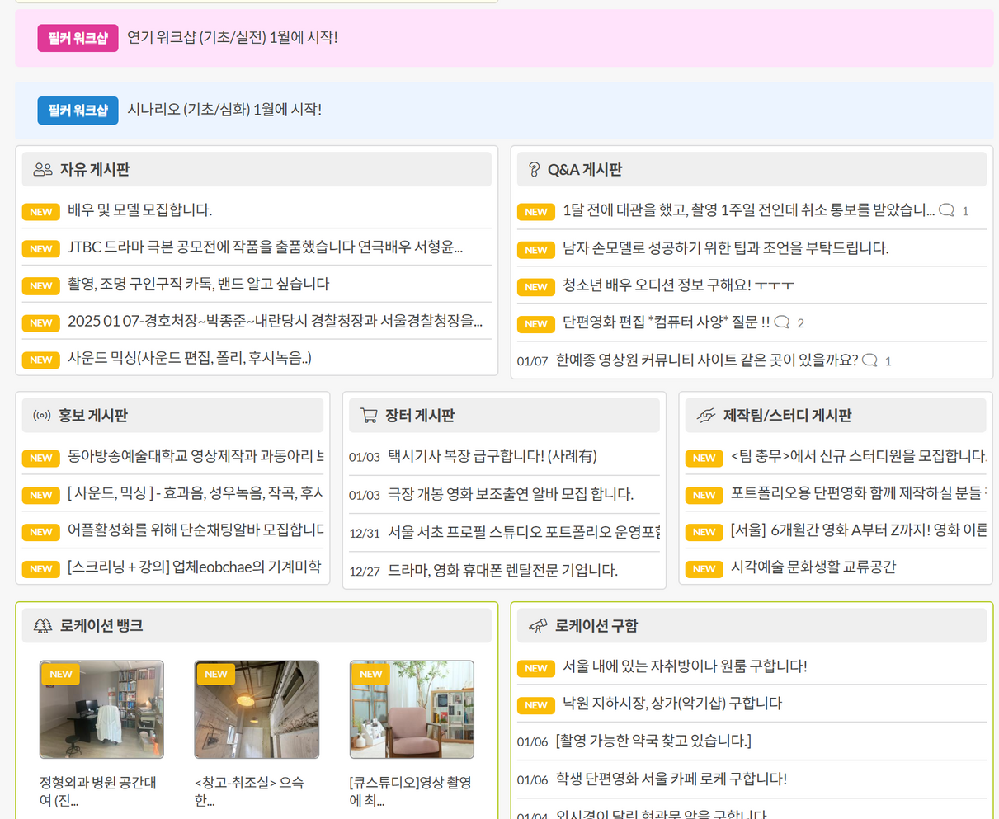 필커 워크샵 연기 워크샵 (기초/실전) 1월에 시작!
필커 워크샵 시나리오 (기초/심화) 1월에 시작!
자유 게시판
NEW 배우 및 모델 모집합니다.
NEW JTBC 드라마 극본 공모전에 작품을 출품했습니다 연극배우 서형윤...
NEW 촬영, 조명 구인구직 카톡, 밴드 알고 싶습니다
NEW 2025 01 07-경호처장~박종준~내란당시 경찰청장과 서울경찰청장을...
NEW 사운드 믹싱(사운드 편집, 폴리, 후시녹음..)
Q&A 게시판
NEW 1달 전에 대관을 했고, 촬영 1주일 전인데 취소 통보를 받았습니... 1
NEW 남자 손모델로 성공하기 위한 팁과 조언을 부탁드립니다.
NEW 청소년 배우 오디션 정보 구해요! ㅜㅜㅜ
NEW 단편영화 편집 *컴퓨터 사양* 질문 !! 2
01/07 한예종 영상원 커뮤니티 사이트 같은 곳이 있을까요? 1
홍보 게시판
NEW 동아방송예술대학교 영상제작과 과동아리
NEW [ 사운드, 믹싱 ] - 효과음, 성우녹음, 작곡, 후시
NEW 어플활성화를 위해 단순채팅알바 모집합니다
NEW [스크리닝 + 강의] 업체eobchae의 기계미학
장터 게시판
01/03 택시기사 복장 급구합니다! (사례有)
01/03 극장 개봉 영화 보조출연 알바 모집 합니다.
12/31 서울 서초 프로필 스튜디오 포트폴리오 운영포함
12/27 드라마, 영화 휴대폰 렌탈전문 기업니다.
제작팀/스터디 게시판
NEW <팀 충무>에서 신규 스터디원을 모집합니다.
NEW 포트폴리오용 단편영화 함께 제작하실 분들
NEW [서울] 6개월간 영화 A부터 Z까지! 영화 이론
NEW 시각예술 문화생활 교류공간
로케이션 뱅크
NEW NEW NEW
정형외과 병원 공간대
여 (진...
<창고-취조실> 으슥
한...
[큐스튜디오]영상 촬영
에 최...
로케이션 구함
NEW 서울 내에 있는 자취방이나 원룸 구합니다!
NEW 낙원 지하시장, 상가(악기샵) 구합니다
01/06 [촬영 가능한 약국 찾고 있습니다.]
01/06 학생 단편영화 서울 카페 로케 구합니다!
01/04 외시경이 달린 현관문 앞을 구합니다